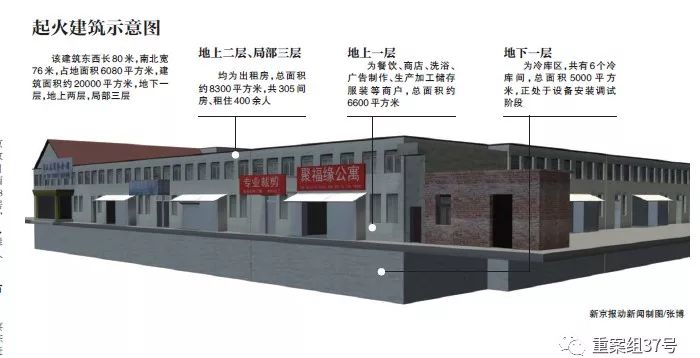 起火建筑示意图
该建筑东西长80米,南北宽
76米,占地面积6080平方米,建
筑面积约20000平方米,地下一
层,地上两层,局部三层
地上二层、局部三层
均为出租房,总面积
约8300平方米,共305间
房、租住400余人
地上一层
为餐饮、商店、洗浴、
广告制作、生产加工储存
服装等商户,总面积约
6600平方米
地下一层
为冷库区,共有6个冷
库间,总面积5000平方
米,正处于设备安装调试
阶段
专业裁剪
聚福缘公寓
新京报动新闻制图/张博
重案组37号